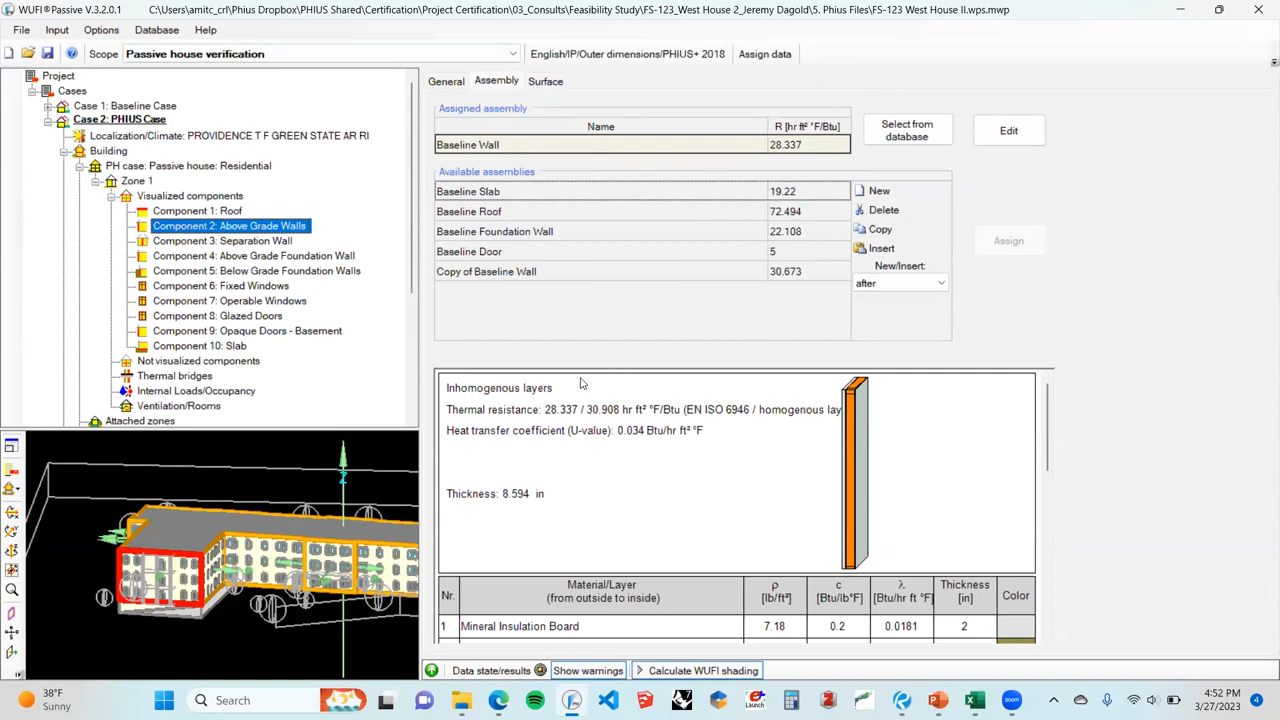 WUFI®Passive V.3.2.0.1 C:\Users\amitc_crl\Phius Dropbox\PHIUS Shared\Certification\Project Certification\03_Consults\Feasibility Study\FS-123_West House 2_Jeremy Dagold\5. Phius Files\FS-123 West House II.wps.mwp
File Input Options Database Help
Scope Passive house verification English/IP/Outer dimensions/PHIUS+ 2018 Assign data
Project
Cases
Case 1: Baseline Case
Case 2: PHIUS Case
Localization/Climate: PROVIDENCE T F GREEN STATE AR RI
Building
PH case: Passive house: Residential
Zone 1
Visualized components
Component 1: Roof
Component 2: Above Grade Walls
Component 3: Separation Wall
Component 4: Above Grade Foundation Wall
Component 5: Below Grade Foundation Walls
Component 6: Fixed Windows
Component 7: Operable Windows
Component 8: Glazed Doors
Component 9: Opaque Doors - Basement
Component 10: Slab
Not visualized components
Thermal bridges
Internal Loads/Occupancy
Ventilation/Rooms
Attached zones
Z
General Assembly Surface
Assigned assembly
Name R [hr ft² °F/Btu]
Baseline Wall 28.337
Select from database
Edit
Available assemblies
Baseline Slab 19.22
Baseline Roof 72.494
Baseline Foundation Wall 22.108
Baseline Door 5
Copy of Baseline Wall 30.673
New
Delete
Copy
Insert
New/Insert:
after
Assign
Inhomogenous layers
Thermal resistance: 28.337 / 30.908 hr ft² °F/Btu (EN ISO 6946 / homogenous lay
Heat transfer coefficient (U-value): 0.034 Btu/hr ft² °F
Thickness: 8.594 in
Nr. Material/Layer (from outside to inside) ρ [lb/ft³] c [Btu/lb°F] λ [Btu/hr ft °F] Thickness [in] Color
1 Mineral Insulation Board 7.18 0.2 0.0181 2
Data state/results Show warnings Calculate WUFI shading
38°F
Sunny
Search
Launch
zoom
4:52 PM
3/27/2023
4